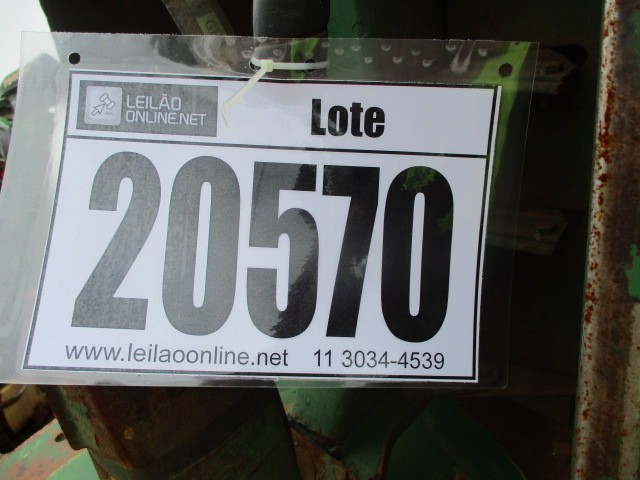 LEILÃO
ONLINE.NET
Lote
20570
www.leilaoonline.net 11 3034-4539